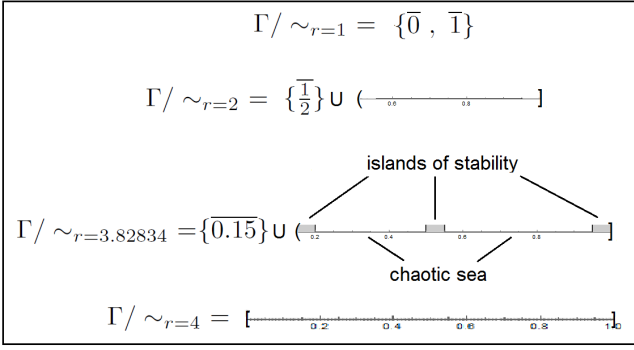 Γ/ ∼r=1 = {0̅ , 1̅}
Γ/ ∼r=2 = {1/2} ∪ ( 0.6 0.8 ]
islands of stability
Γ/ ∼r=3.82834 ={0.15} ∪ ( 0.2 0.4 0.6 0.8 ]
chaotic sea
Γ/ ∼r=4 = [ 0.2 0.4 0.6 0.8 1.0 ]